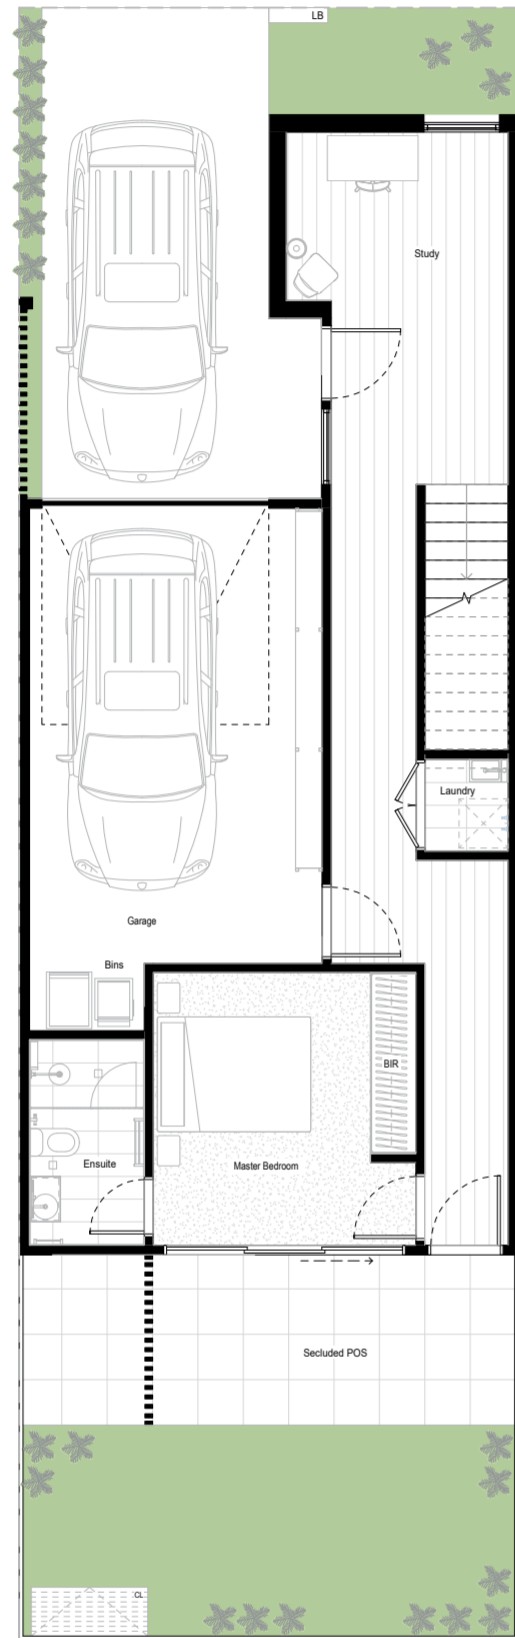 LB
Study
Laundry
Garage
Bins
BIR
Ensuite
Master Bedroom
Secluded POS
CL